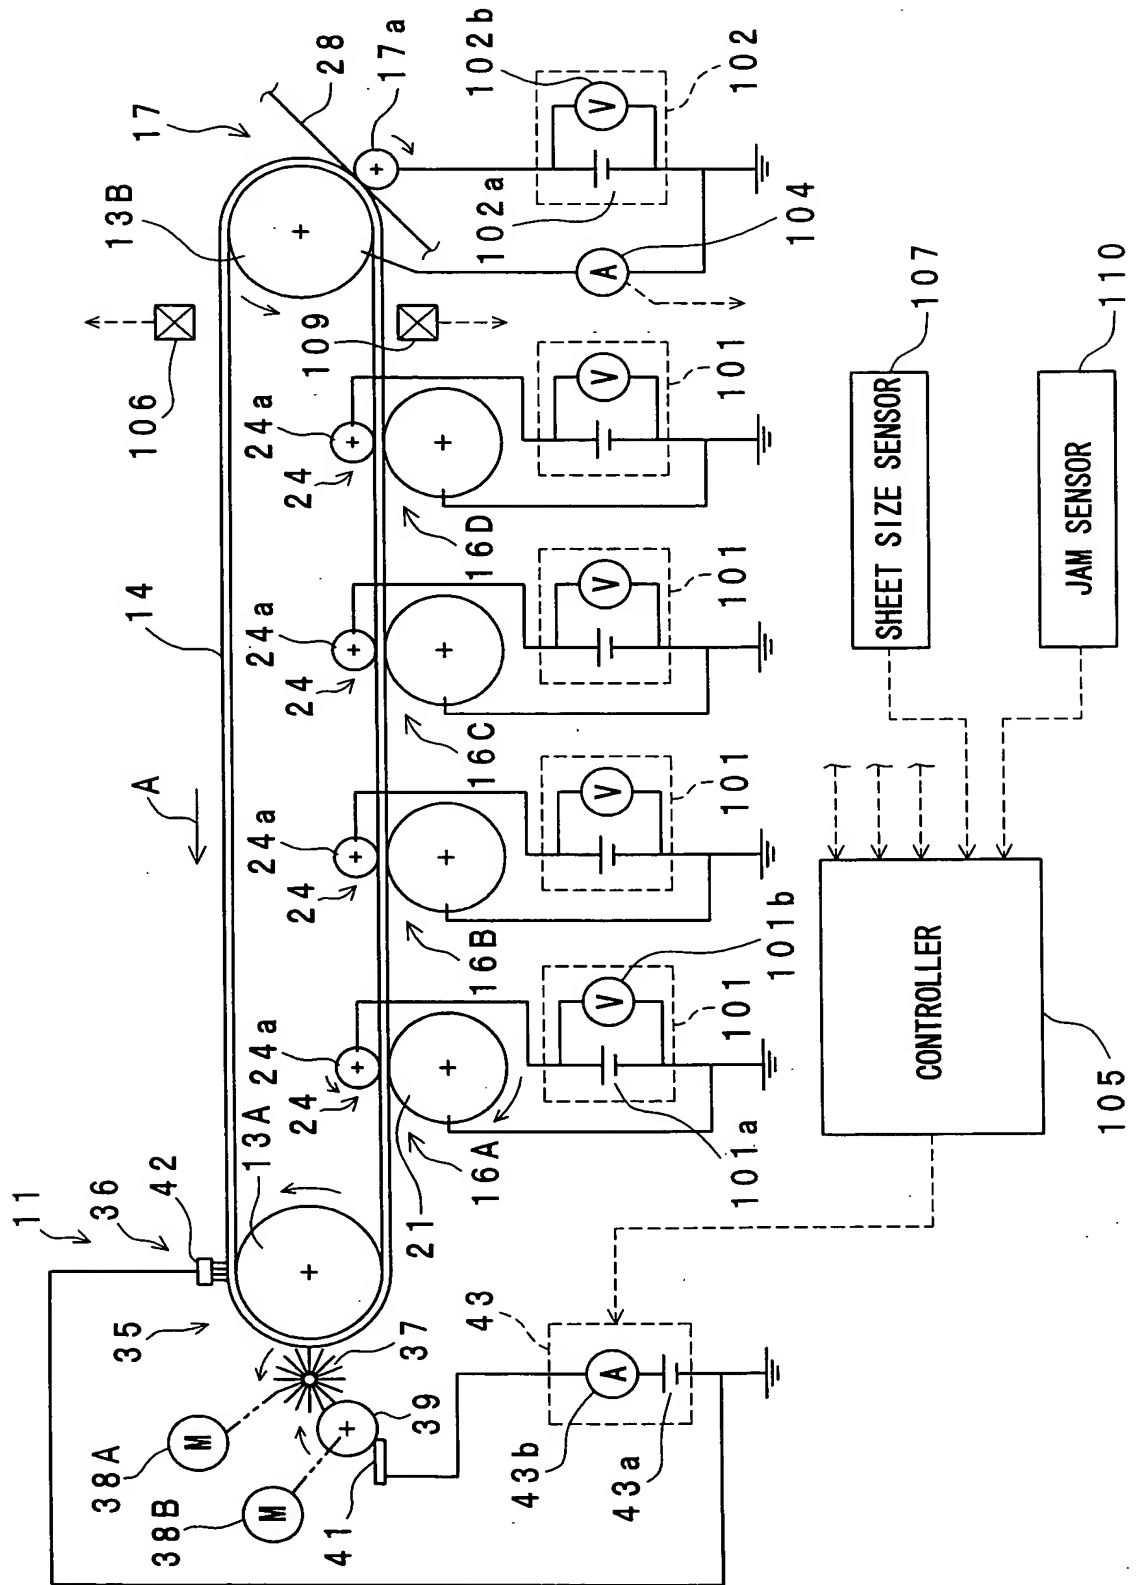 11
36
42
35
13A
38A
M
38B
M
37
39
41
43
A
43b
43a
A
14
24
24a
24
24a
24
24a
24
24a
21
16A
16B
16C
16D
101
V
101b
101a
101
V
101
V
101
V
106
109
13B
17
28
17a
102b
V
102
102a
A
104
CONTROLLER
105
SHEET SIZE SENSOR
107
JAM SENSOR
110